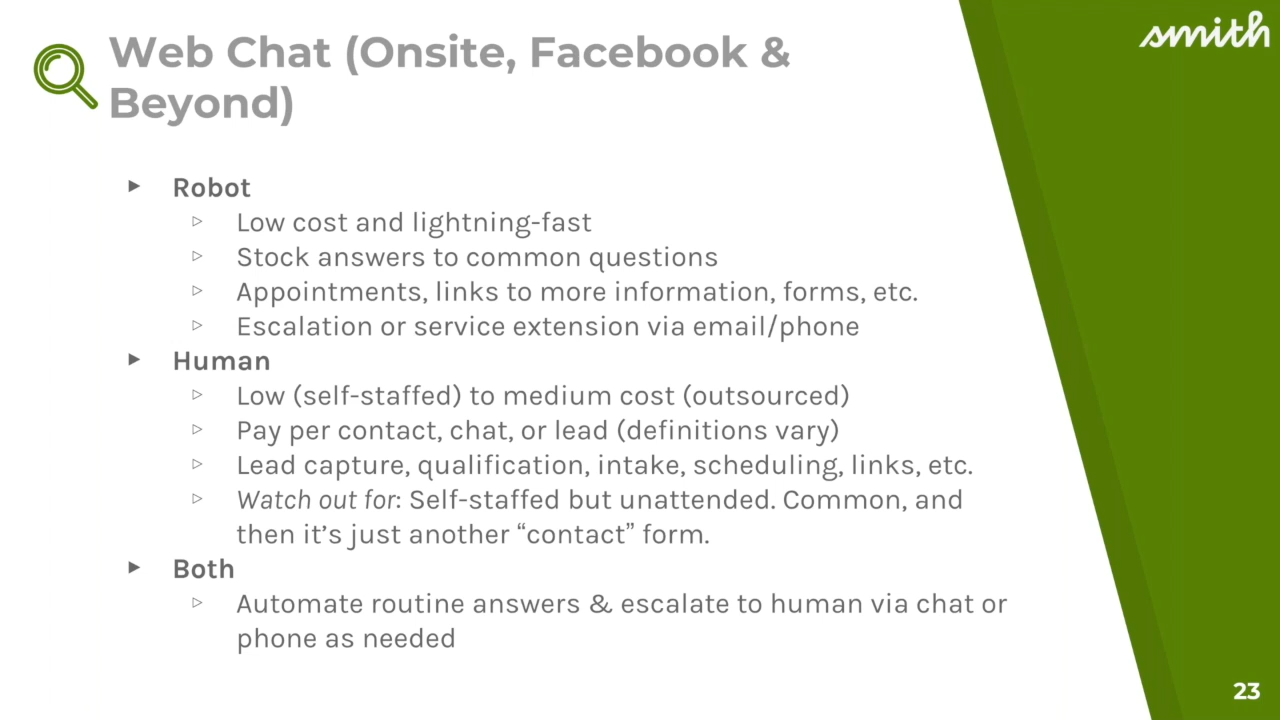 smith
Web Chat (Onsite, Facebook &
Beyond)
Robot
Low cost and lightning-fast
Stock answers to common questions
Appointments, links to more information, forms, etc.
Escalation or service extension via email/phone
Human
Low (self-staffed) to medium cost (outsourced)
Pay per contact, chat, or lead (definitions vary)
Lead capture, qualification, intake, scheduling, links, etc.
Watch out for: Self-staffed but unattended. Common, and
then it’s just another “contact” form.
Both
Automate routine answers & escalate to human via chat or
phone as needed
23